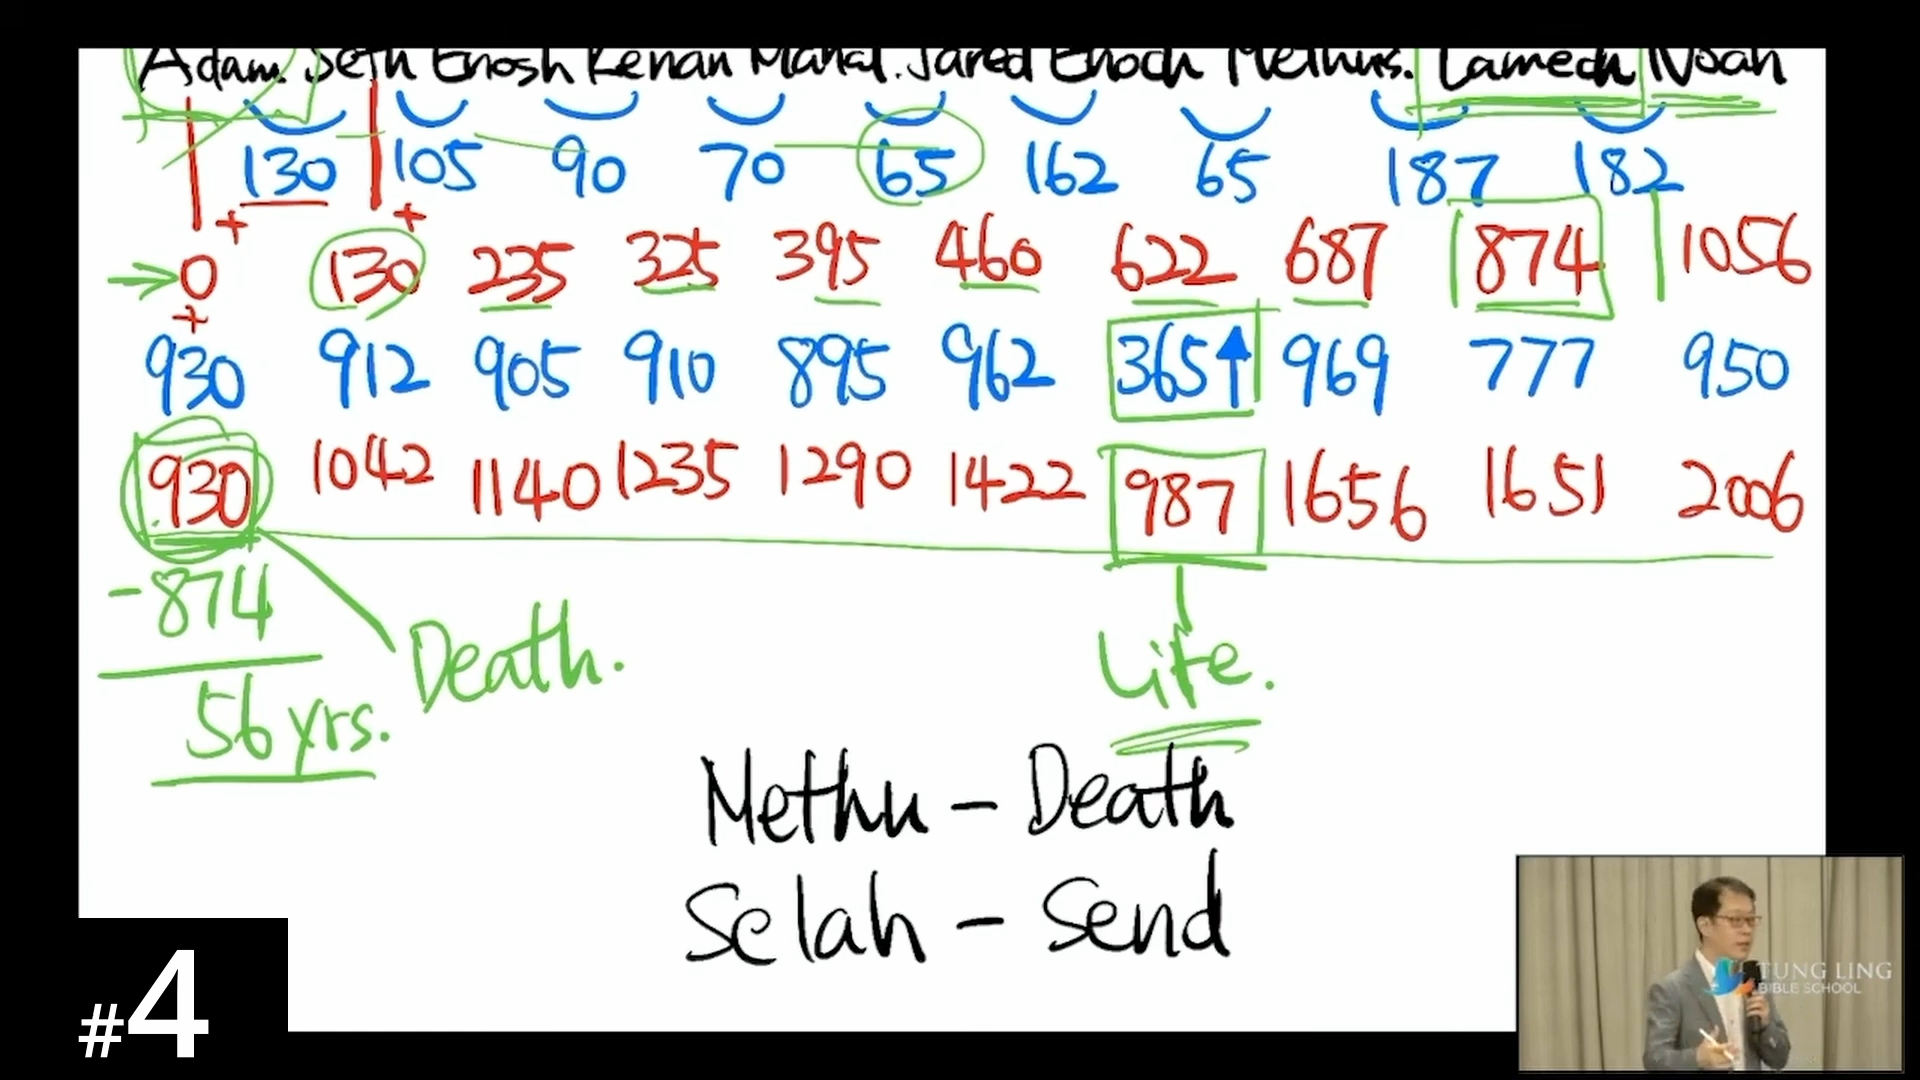 Adam Seth Enosh Kenan Mahal. Jared Enoch Methus. Lamech Noah
130 105 90 70 65 162 65 187 182
+ +
0 130 235 325 395 460 622 687 874 1056
+
930 912 905 910 895 962 365 969 777 950
930 1042 1140 1235 1290 1422 987 1656 1651 2006
-874
56 yrs.
Death.
Life.
Methu - Death
Selah - Send
#4
TUNG LING
BIBLE SCHOOL